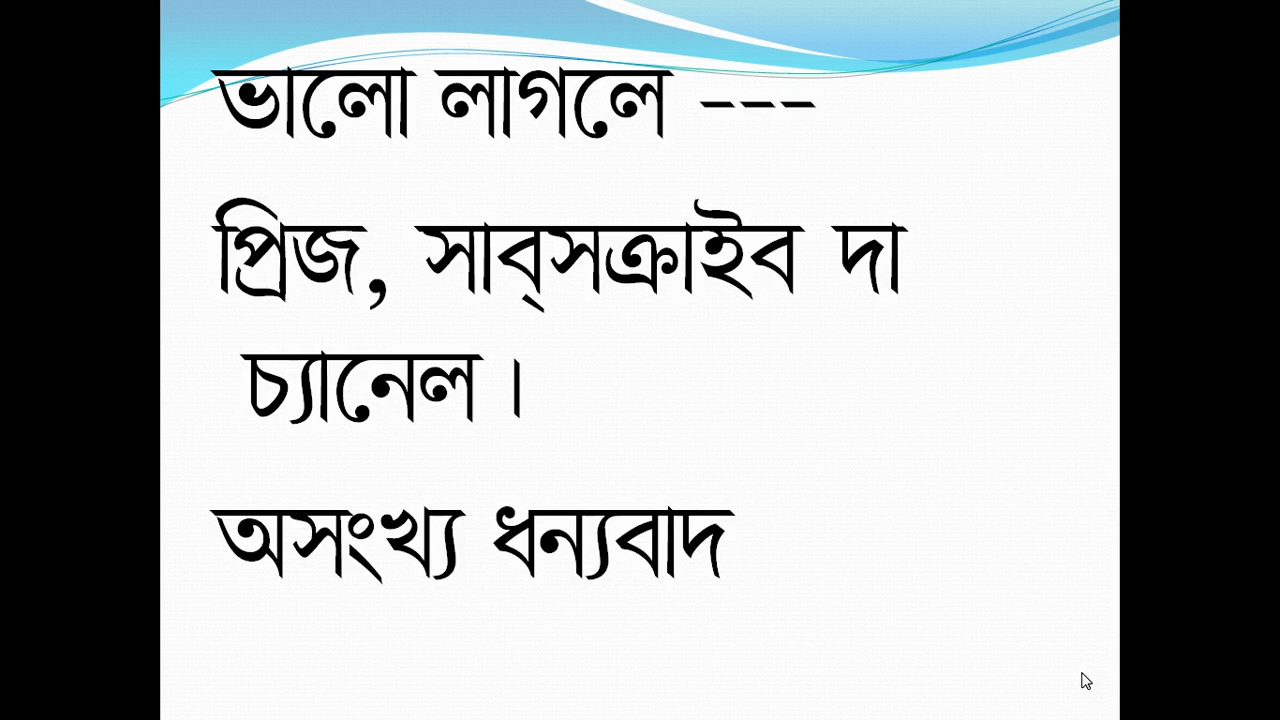 ভালো লাগলে ---
প্রিজ, সাব্সক্রাইব দা
চ্যানেল ।
অসংখ্য ধন্যবাদ